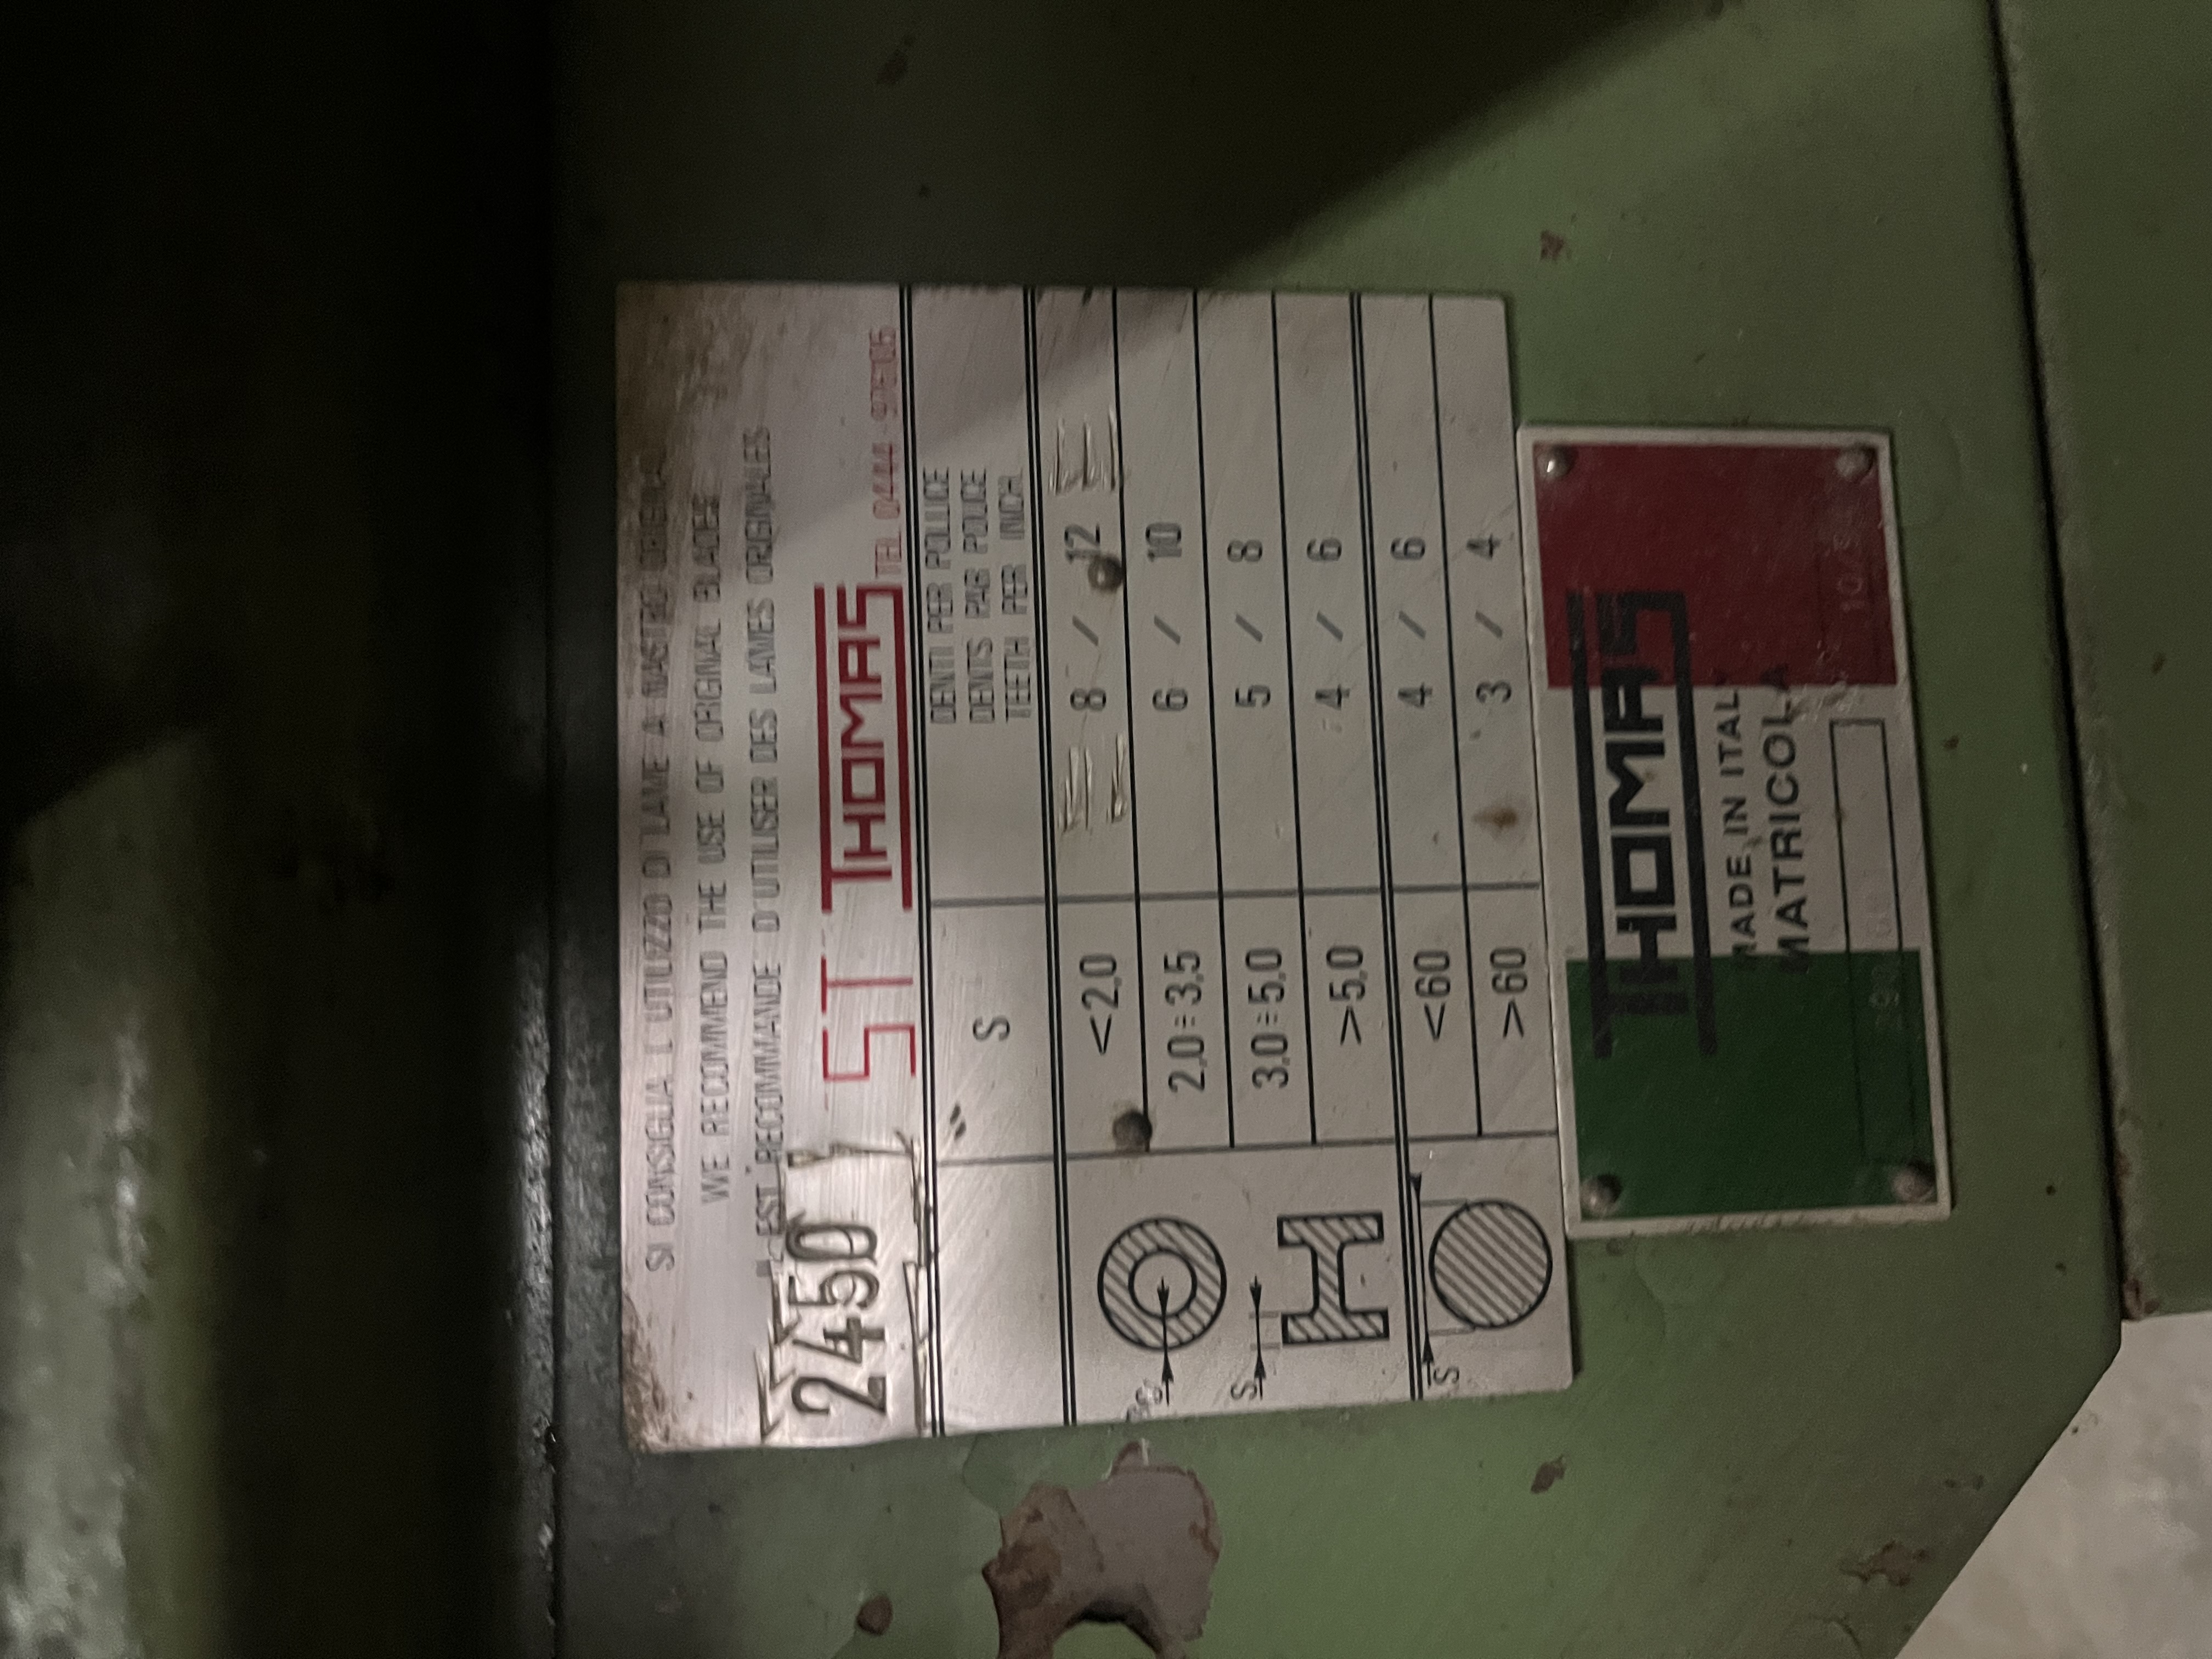 SI CONSIGLIA L'UTILIZZO DI LAME A NASTRO
WE RECOMMEND THE USE OF ORIGINAL BLADES
EST RECOMMANDE D'UTILISER DES LAMES ORIGINALES
2450 ST THOMAS TEL. 0444
S
DENTI PER POLLICE
DENTS PAR POUCE
TEETH PER INCH
<2,0 8 / 12
2,0÷3,5 6 / 10
S
3,0÷5,0 5 / 8
S
>5,0 4 / 6
<60 4 / 6
S
>60 3 / 4
THOMAS
MADE IN ITALY
MATRICOLA